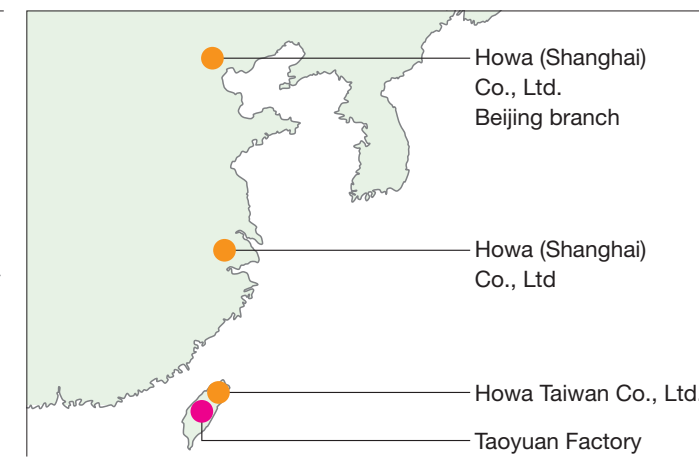 Howa (Shanghai)
Co., Ltd.
Beijing branch
Howa (Shanghai)
Co., Ltd
Howa Taiwan Co., Ltd.
Taoyuan Factory